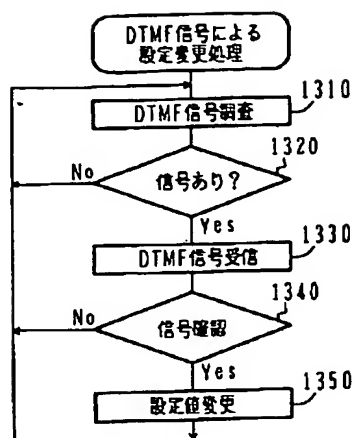 DTMF信号による
設定変更処理
1310
DTMF信号調査
1320
信号あり?
No
Yes
1330
DTMF信号受信
1340
信号確認
No
Yes
1350
設定値変更